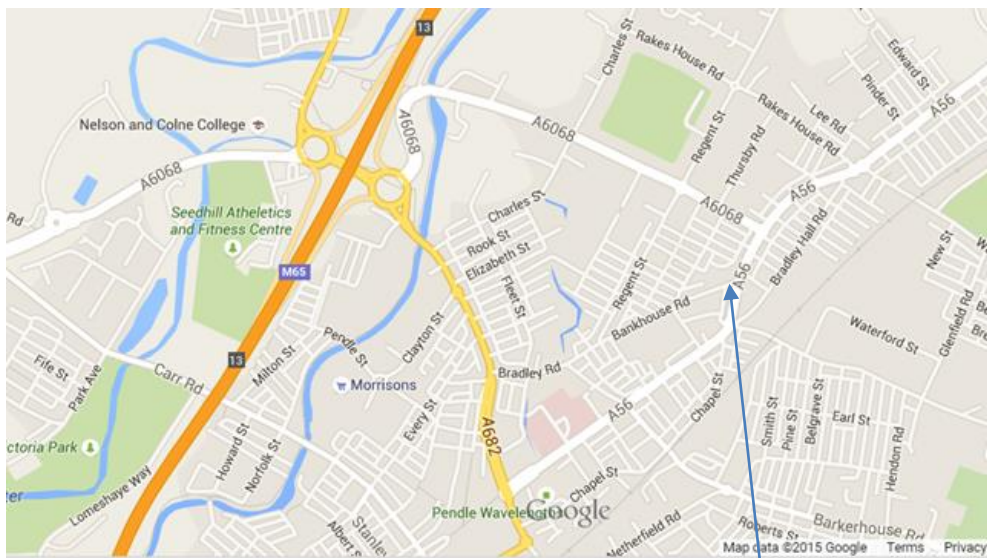 13
Charles St
Rakes House Rd
Edward St
Pinder St
Lee Rd
Rakes House Rd
A56
Nelson and Colne College
A6068
A6068
Regent St
Thursby Rd
A6068
Rd
A6068
A56
Seedhill Atheletics
and Fitness Centre
Charles St
Rook St
Elizabeth St
Bradley Hall Rd
New St
M65
Fleet St
Regent St
A56
Bankhouse Rd
Waterford St
Glenfield Rd
Fife St
Park Ave
13
Carr Rd
Milton St
Pendle St
Clayton St
Morrisons
Bradley Rd
A56
Chapel St
Smith St
Pine St
Belgrave St
Earl St
Hendon Rd
Every St
A682
ctoria Park
Howard St
Norfolk St
Lomeshaye Way
Chapel St
Pendle Wavelength
Google
Albert St
Netherfield Rd
Roberts St
Barkerhouse Rd
Map data ©2015 Google Terms Privacy